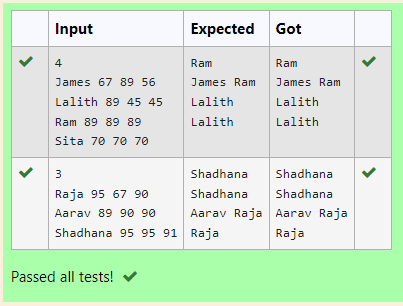 Input Expected Got
4 Ram Ram
James 67 89 56 James Ram James Ram
Lalith 89 45 45 Lalith Lalith
Ram 89 89 89 Lalith Lalith
Sita 70 70 70
3 Shadhana Shadhana
Raja 95 67 90 Shadhana Shadhana
Aarav 89 90 90 Aarav Raja Aarav Raja
Shadhana 95 95 91 Raja Raja
Passed all tests!